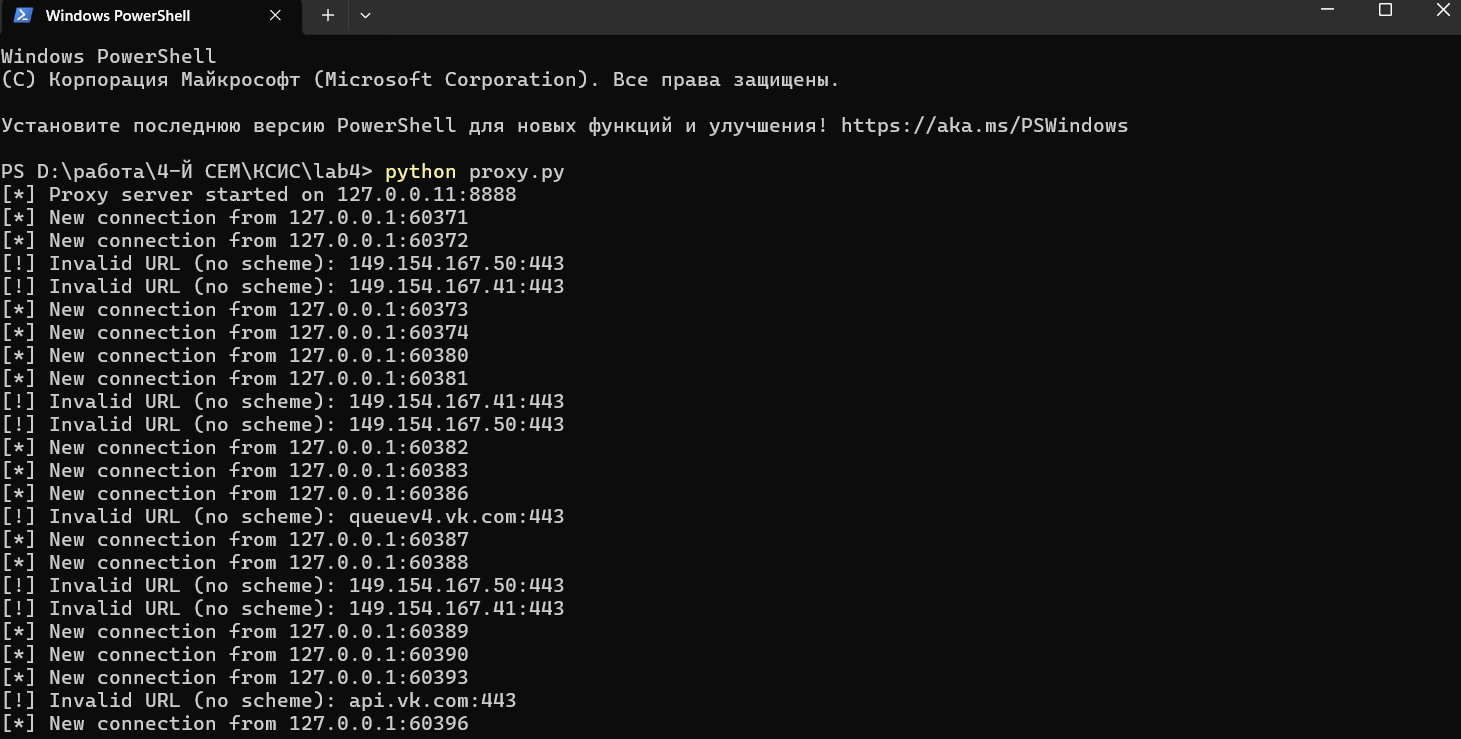 Windows PowerShell
Windows PowerShell
(C) Корпорация Майкрософт (Microsoft Corporation). Все права защищены.
Установите последнюю версию PowerShell для новых функций и улучшения! https://aka.ms/PSWindows
PS D:\работа\4-Й СЕМ\КСИС\lab4> python proxy.py
[*] Proxy server started on 127.0.0.11:8888
[*] New connection from 127.0.0.1:60371
[*] New connection from 127.0.0.1:60372
[!] Invalid URL (no scheme): 149.154.167.50:443
[!] Invalid URL (no scheme): 149.154.167.41:443
[*] New connection from 127.0.0.1:60373
[*] New connection from 127.0.0.1:60374
[*] New connection from 127.0.0.1:60380
[*] New connection from 127.0.0.1:60381
[!] Invalid URL (no scheme): 149.154.167.41:443
[!] Invalid URL (no scheme): 149.154.167.50:443
[*] New connection from 127.0.0.1:60382
[*] New connection from 127.0.0.1:60383
[*] New connection from 127.0.0.1:60386
[!] Invalid URL (no scheme): queuev4.vk.com:443
[*] New connection from 127.0.0.1:60387
[*] New connection from 127.0.0.1:60388
[!] Invalid URL (no scheme): 149.154.167.50:443
[!] Invalid URL (no scheme): 149.154.167.41:443
[*] New connection from 127.0.0.1:60389
[*] New connection from 127.0.0.1:60390
[*] New connection from 127.0.0.1:60393
[!] Invalid URL (no scheme): api.vk.com:443
[*] New connection from 127.0.0.1:60396